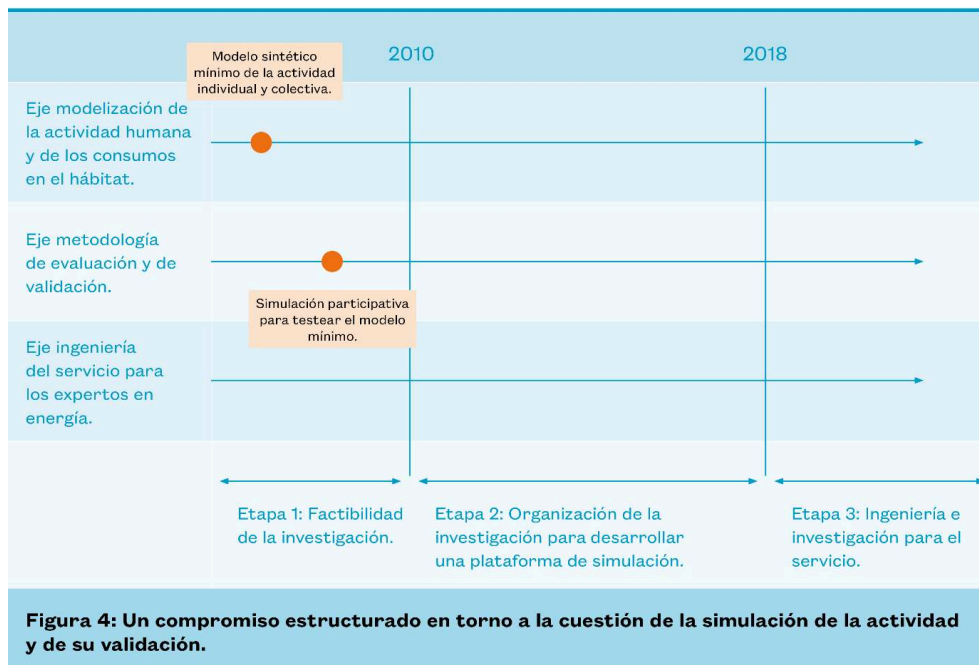 2010
2018
Modelo sintético
mínimo de la actividad
individual y colectiva.
Eje modelización de
la actividad humana
y de los consumos
en el hábitat.
Eje metodología
de evaluación y de
validación.
Simulación participativa
para testear el modelo
mínimo.
Eje ingeniería
del servicio para
los expertos en
energía.
Etapa 1: Factibilidad
de la investigación.
Etapa 2: Organización de la
investigación para desarrollar
una plataforma de simulación.
Etapa 3: Ingeniería e
investigación para el
servicio.
Figura 4: Un compromiso estructurado en torno a la cuestión de la simulación de la actividad
y de su validación.